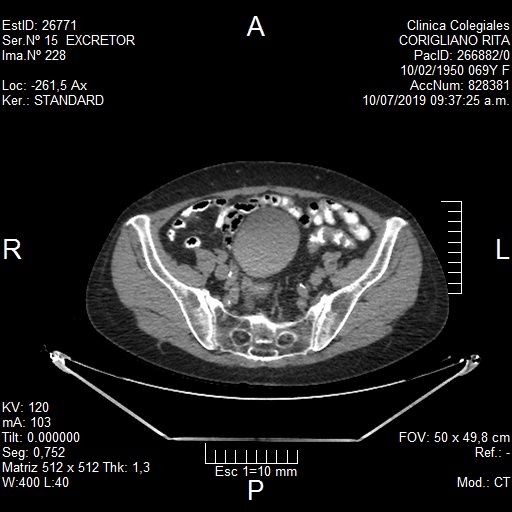 EstID: 26771
Ser.Nº 15 EXCRETOR
Ima.Nº 228
Loc: -261,5 Ax
Ker.: STANDARD
A
Clinica Colegiales
CORIGLIANO RITA
PacID: 266882/0
10/02/1950 069Y F
AccNum: 828381
10/07/2019 09:37:25 a.m.
R
L
KV: 120
mA: 103
Tilt: 0.000000
Seg: 0,752
Matriz 512 x 512 Thk: 1,3
W:400 L:40
Esc 1=10 mm
P
FOV: 50 x 49,8 cm
Ref.: -
Mod.: CT